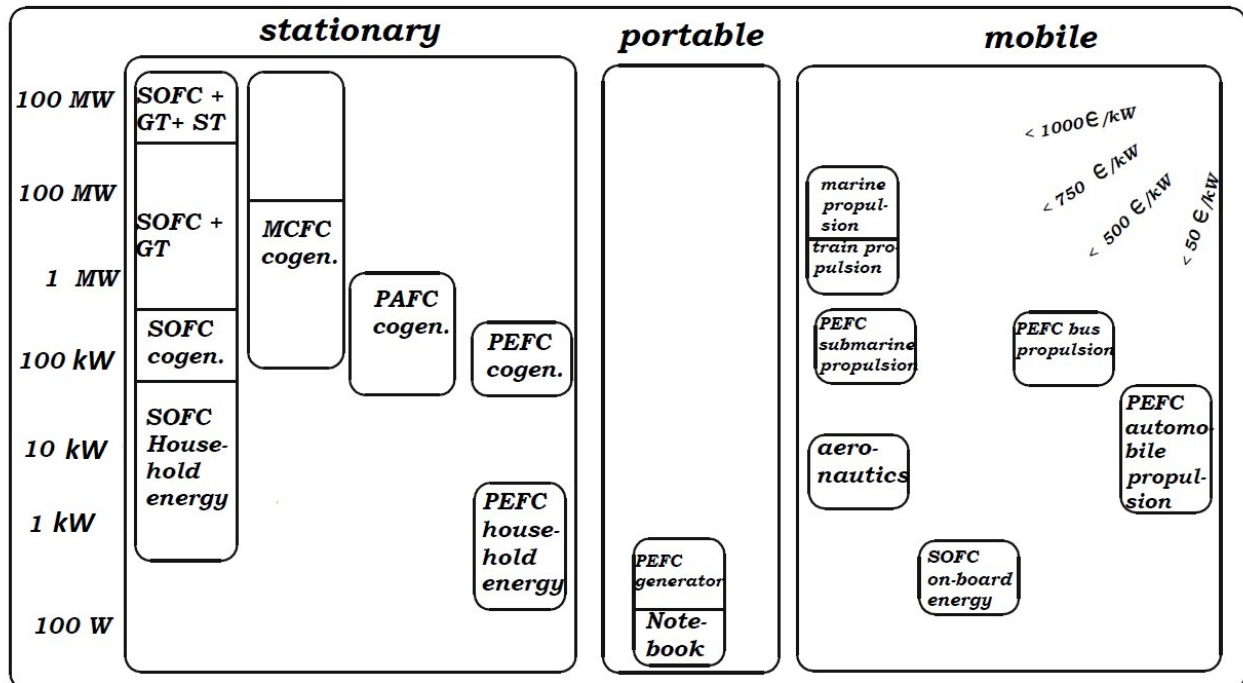 stationary
portable
mobile
100 MW
100 MW
1 MW
100 kW
10 kW
1 kW
100 W
SOFC +
GT+ ST
SOFC +
GT
SOFC
cogen.
SOFC
House-
hold
energy
MCFC
cogen.
PAFC
cogen.
PEFC
cogen.
PEFC
house-
hold
energy
PEFC
generator
Note-
book
marine
propul-
sion
train pro-
pulsion
PEFC
submarine
propulsion
aero-
nautics
SOFC
on-board
energy
PEFC bus
propulsion
PEFC
automo-
bile
propul-
sion
< 1000 €/kW
< 750 €/kW
< 500 €/kW
< 50 €/kW